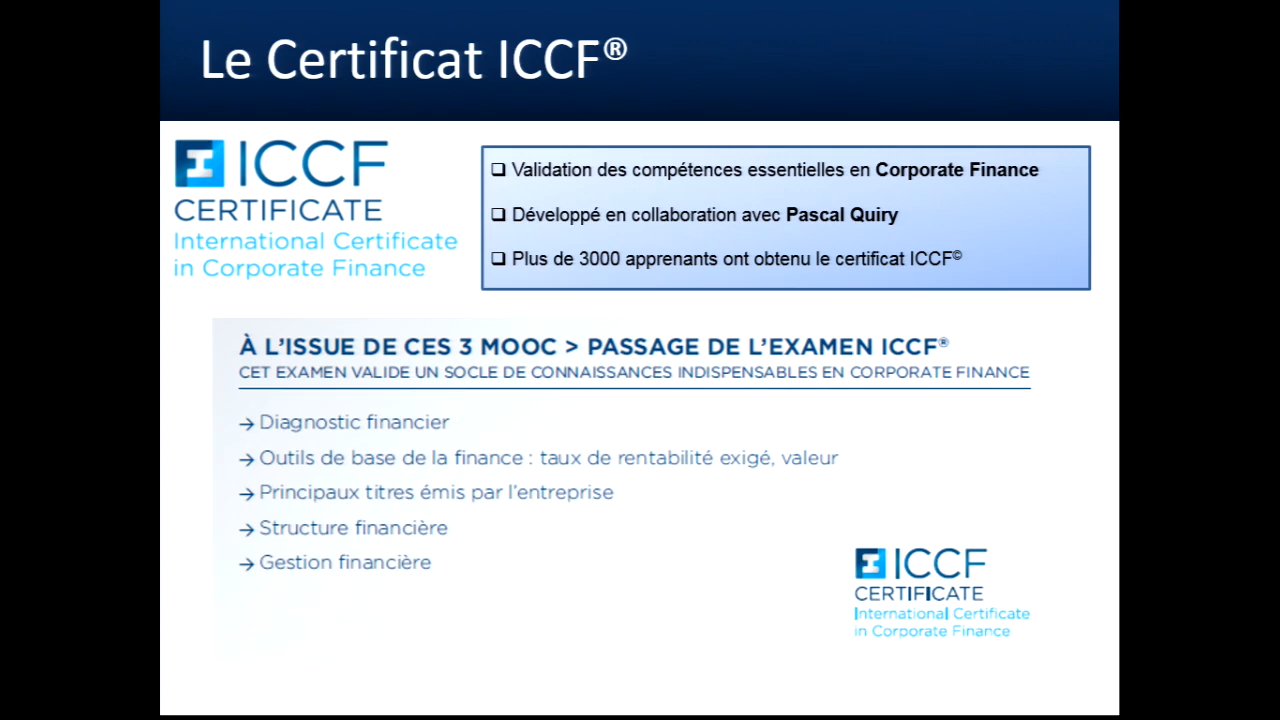 Le Certificat ICCF®
ICCF
CERTIFICATE
International Certificate
in Corporate Finance
❑ Validation des compétences essentielles en Corporate Finance
❑ Développé en collaboration avec Pascal Quiry
❑ Plus de 3000 apprenants ont obtenu le certificat ICCF©
À L'ISSUE DE CES 3 MOOC > PASSAGE DE L'EXAMEN ICCF®
CET EXAMEN VALIDE UN SOCLE DE CONNAISSANCES INDISPENSABLES EN CORPORATE FINANCE
→ Diagnostic financier
→ Outils de base de la finance : taux de rentabilité exigé, valeur
→ Principaux titres émis par l'entreprise
→ Structure financière
→ Gestion financière
ICCF
CERTIFICATE
International Certificate
in Corporate Finance